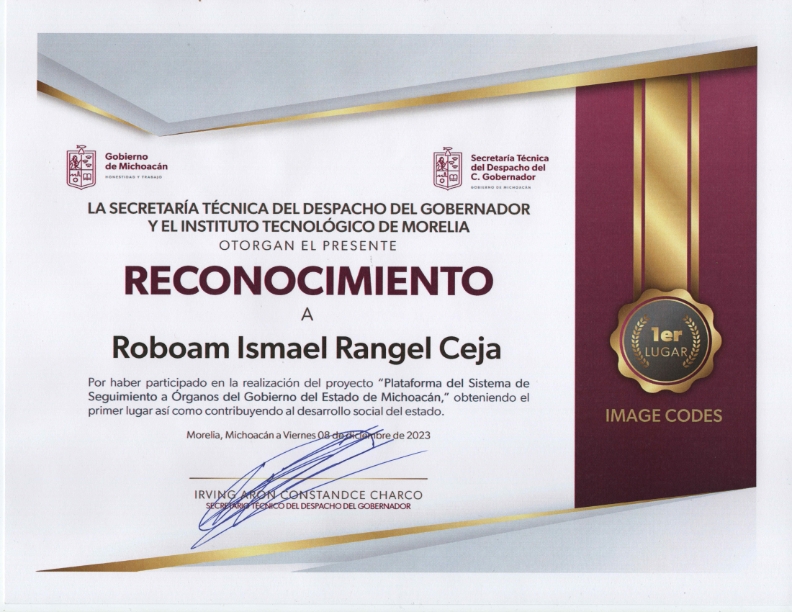 Gobierno
de Michoacán
HONESTIDAD Y TRABAJO
Secretaría Técnica
del Despacho del
C. Gobernador
GOBIERNO DE MICHOACÁN
LA SECRETARÍA TÉCNICA DEL DESPACHO DEL GOBERNADOR
Y EL INSTITUTO TECNOLÓGICO DE MORELIA
OTORGAN EL PRESENTE
RECONOCIMIENTO
A
Roboam Ismael Rangel Ceja
Por haber participado en la realización del proyecto “Plataforma del Sistema de
Seguimiento a Órganos del Gobierno del Estado de Michoacán,” obteniendo el
primer lugar así como contribuyendo al desarrollo social del estado.
Morelia, Michoacán a Viernes 08 de diciembre de 2023
IRVING ARÓN CONSTANDCE CHARCO
SECRETARIO TÉCNICO DEL DESPACHO DEL GOBERNADOR
1er
LUGAR
IMAGE CODES